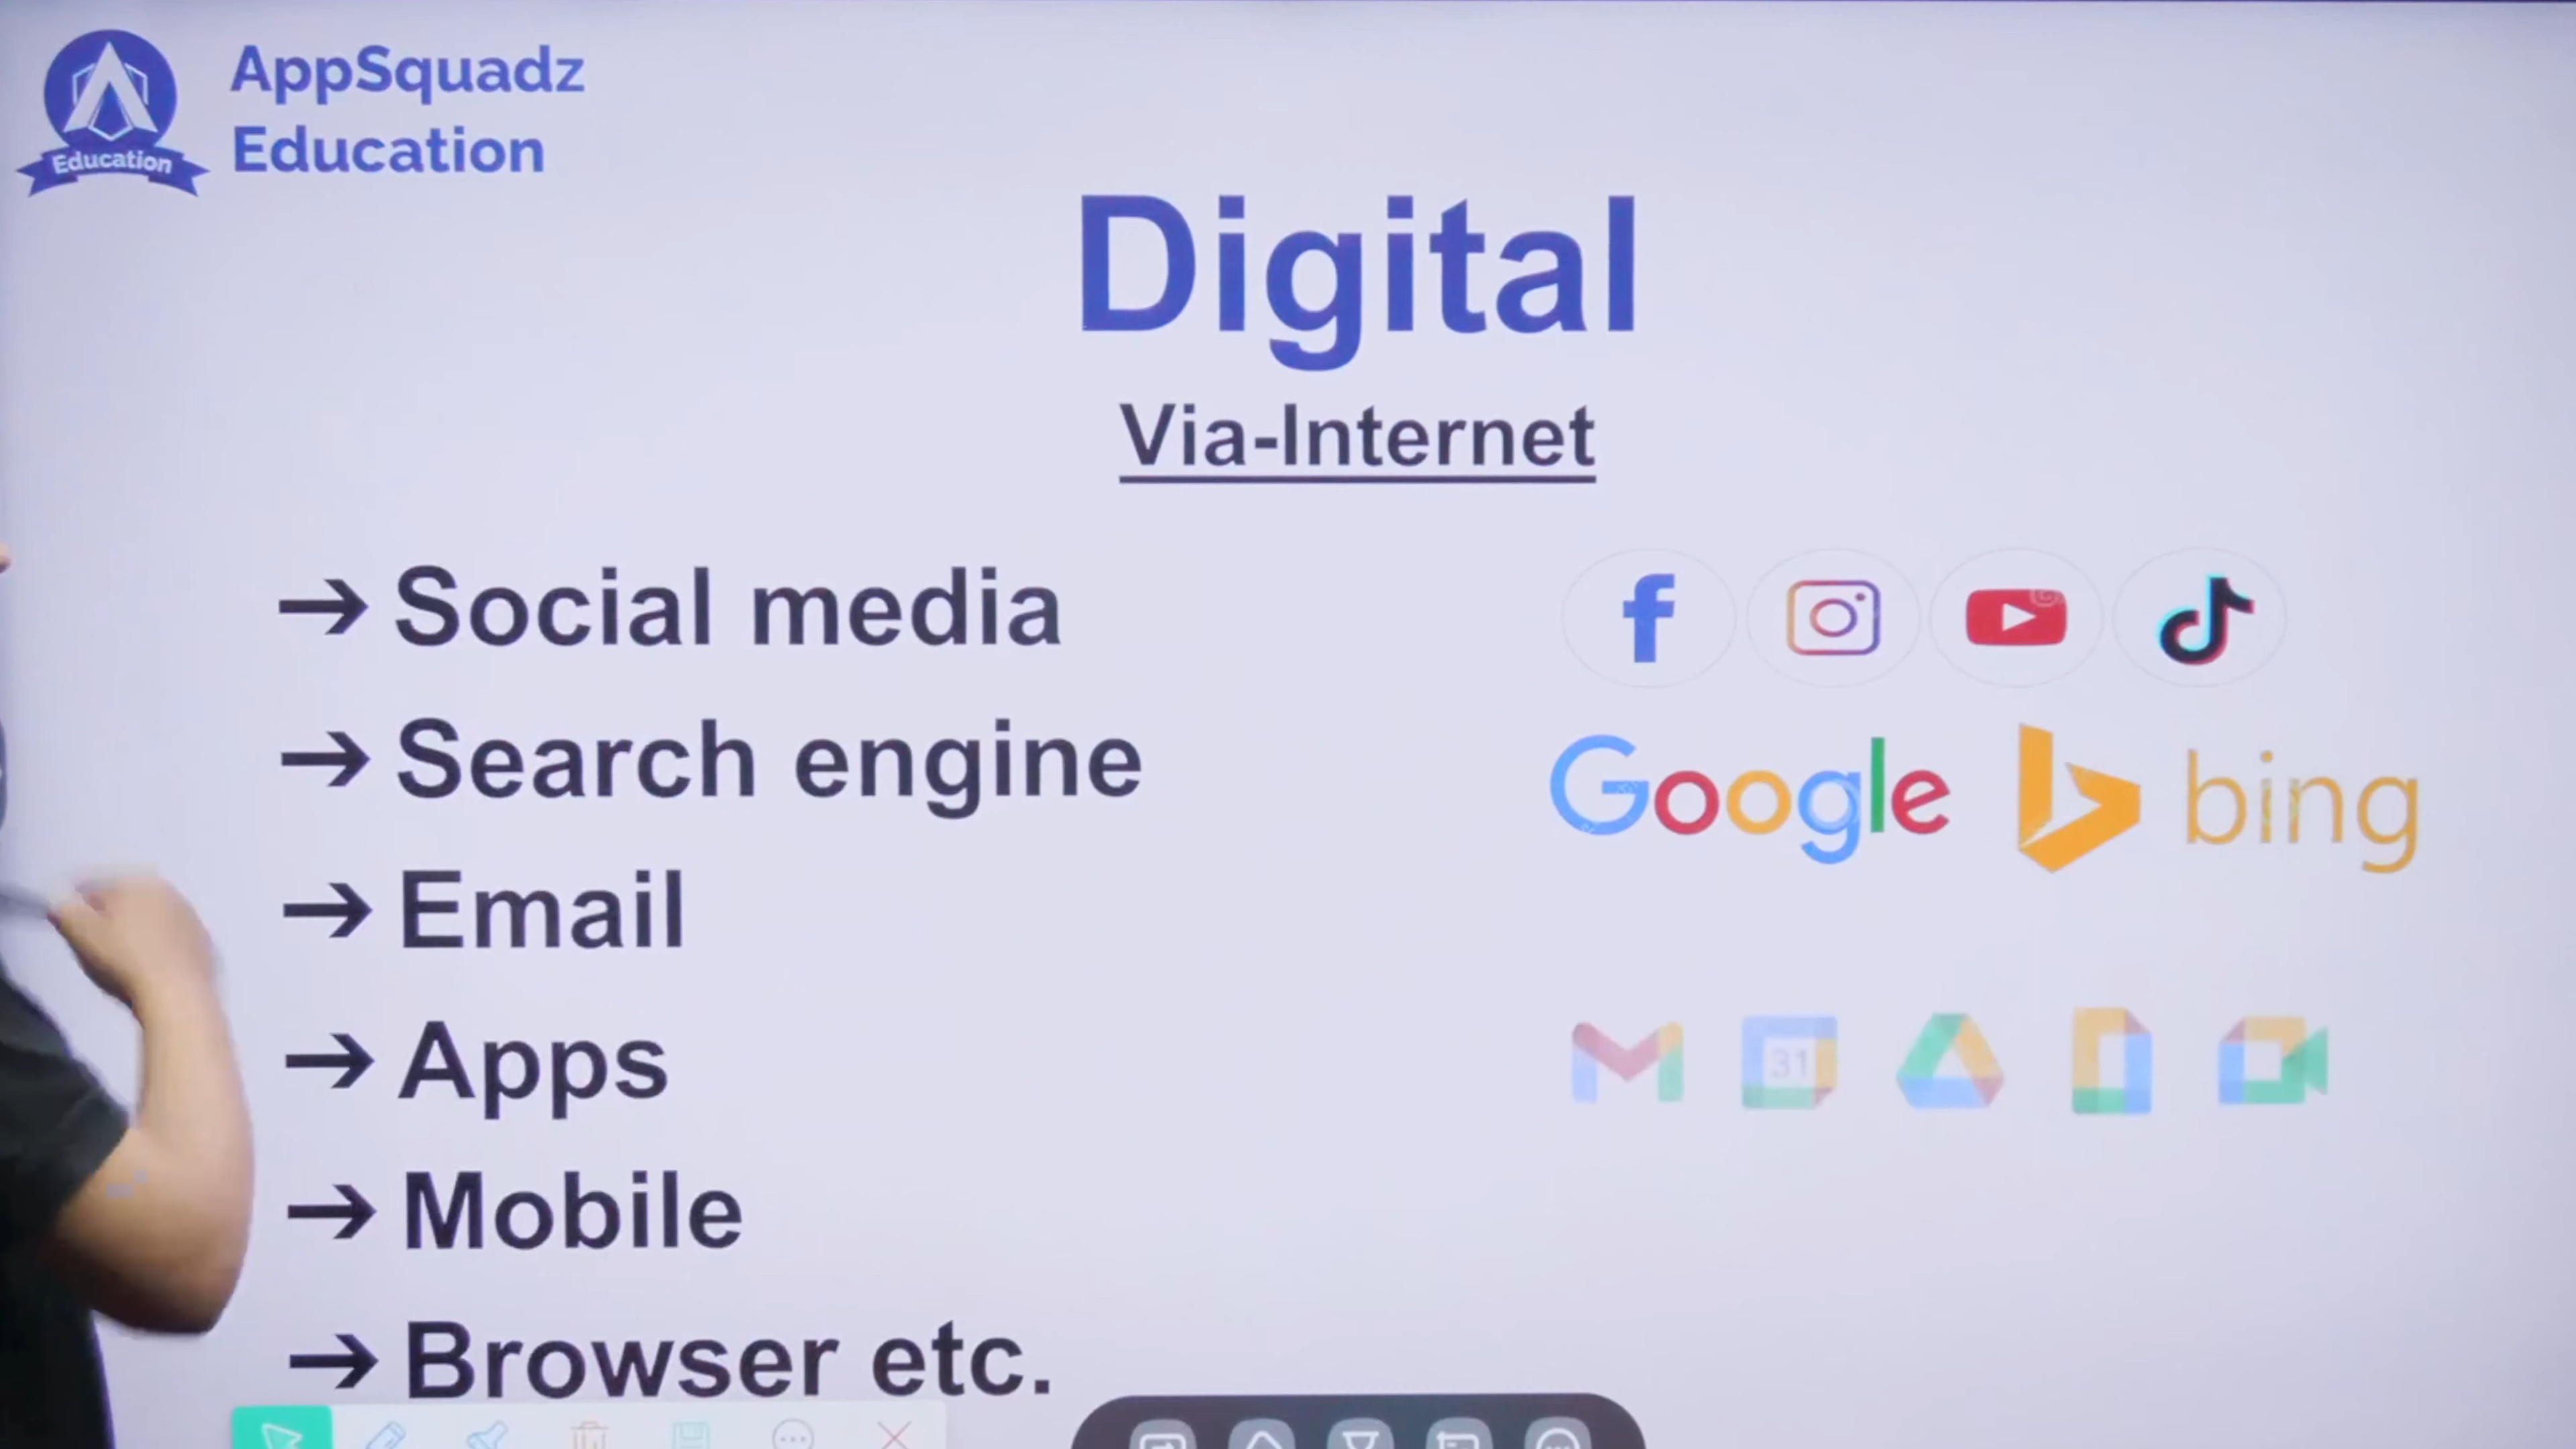 AppSquadz
Education
Education
Digital
Via-Internet
➔ Social media
➔ Search engine
Google bing
➔ Email
31
➔ Apps
➔ Mobile
➔ Browser etc.